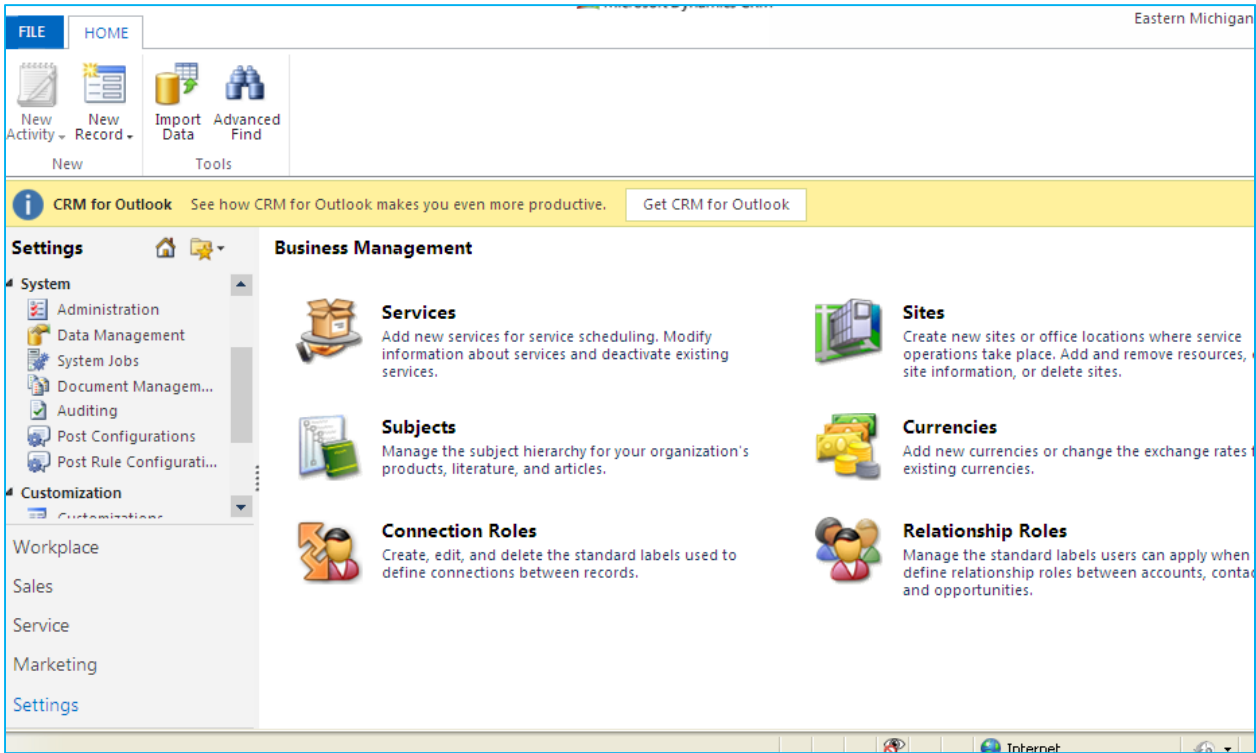 Microsoft Dynamics CRM
Eastern Michigan
FILE
HOME
New Activity
New Record
Import Data
Advanced Find
New
Tools
CRM for Outlook See how CRM for Outlook makes you even more productive. Get CRM for Outlook
Settings
System
Administration
Data Management
System Jobs
Document Managem...
Auditing
Post Configurations
Post Rule Configurati...
Customization
Customizations
Workplace
Sales
Service
Marketing
Settings
Business Management
Services
Add new services for service scheduling. Modify
information about services and deactivate existing
services.
Sites
Create new sites or office locations where service
operations take place. Add and remove resources,
site information, or delete sites.
Subjects
Manage the subject hierarchy for your organization's
products, literature, and articles.
Currencies
Add new currencies or change the exchange rates
existing currencies.
Connection Roles
Create, edit, and delete the standard labels used to
define connections between records.
Relationship Roles
Manage the standard labels users can apply when
define relationship roles between accounts,
and opportunities.
Internet